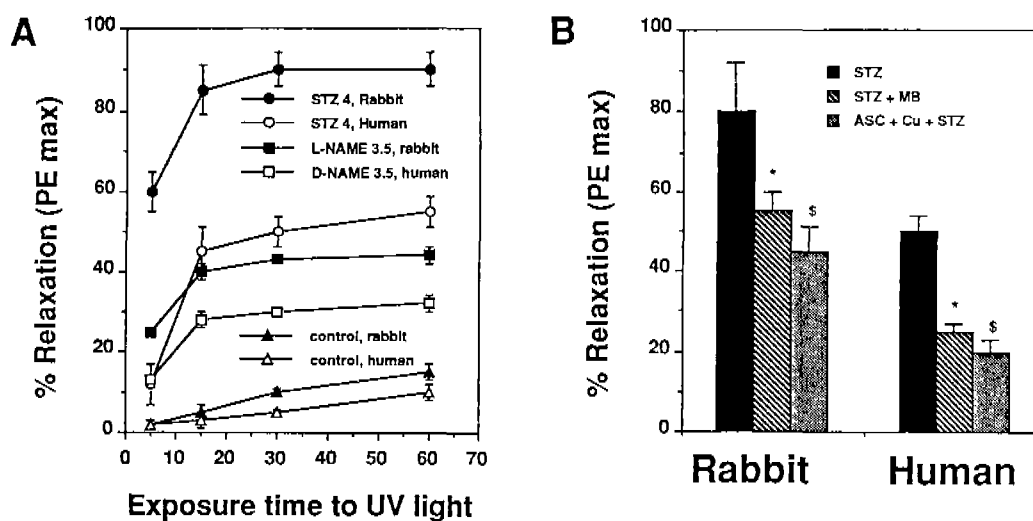 A
% Relaxation (PE max)
100
80
60
40
20
0
STZ 4, Rabbit
STZ 4, Human
L-NAME 3.5, rabbit
D-NAME 3.5, human
control, rabbit
control, human
0 10 20 30 40 50 60 70
Exposure time to UV light
B
% Relaxation (PE max)
100
80
60
40
20
0
STZ
STZ + MB
ASC + Cu + STZ
*
$
*
$
Rabbit Human